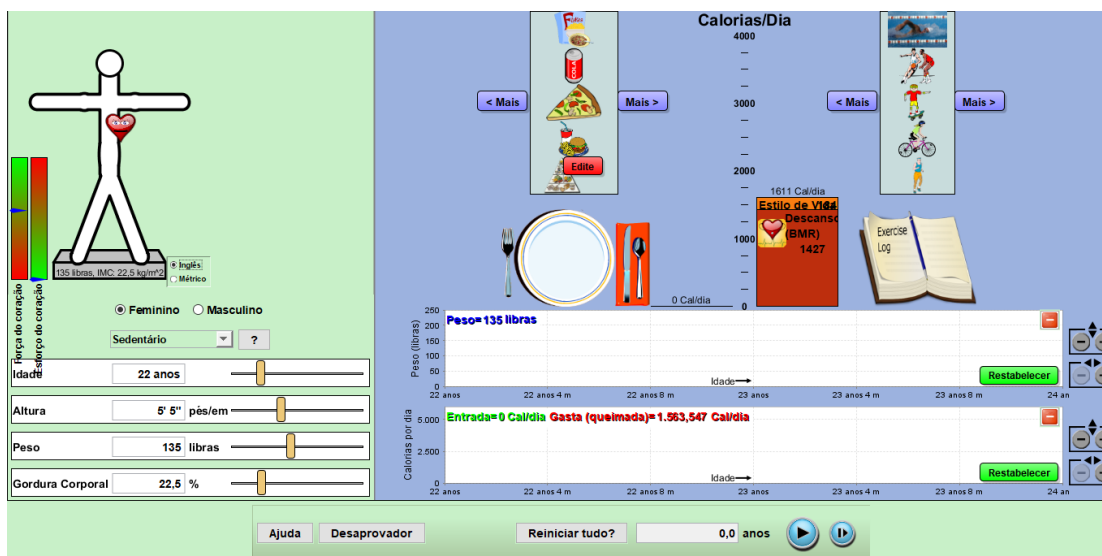 Calorias/Dia
4000
3000
2000
1000
0
< Mais
Mais >
Edite
COLA
< Mais
Mais >
1611 Cal/dia
Estilo de Vida
184
Descanso
(BMR)
1427
0 Cal/dia
Exercise
Log
135 libras, IMC: 22,5 kg/m^2
Inglês
Métrico
Força do coração
Esforço do coração
Feminino
Masculino
Sedentário
?
Idade
22 anos
Altura
5' 5" pés/em
Peso
135 libras
Gordura Corporal
22,5 %
Peso (libras)
250
200
150
100
50
0
Peso= 135 libras
Idade
Restabelecer
22 anos
22 anos 4 m
22 anos 8 m
23 anos
23 anos 4 m
23 anos 8 m
24 an
Calorias por dia
5.000
2.500
0
Entrada= 0 Cal/dia Gasta (queimada)= 1.563,547 Cal/dia
Idade
Restabelecer
22 anos
22 anos 4 m
22 anos 8 m
23 anos
23 anos 4 m
23 anos 8 m
24 an
Ajuda
Desaprovador
Reiniciar tudo?
0,0 anos